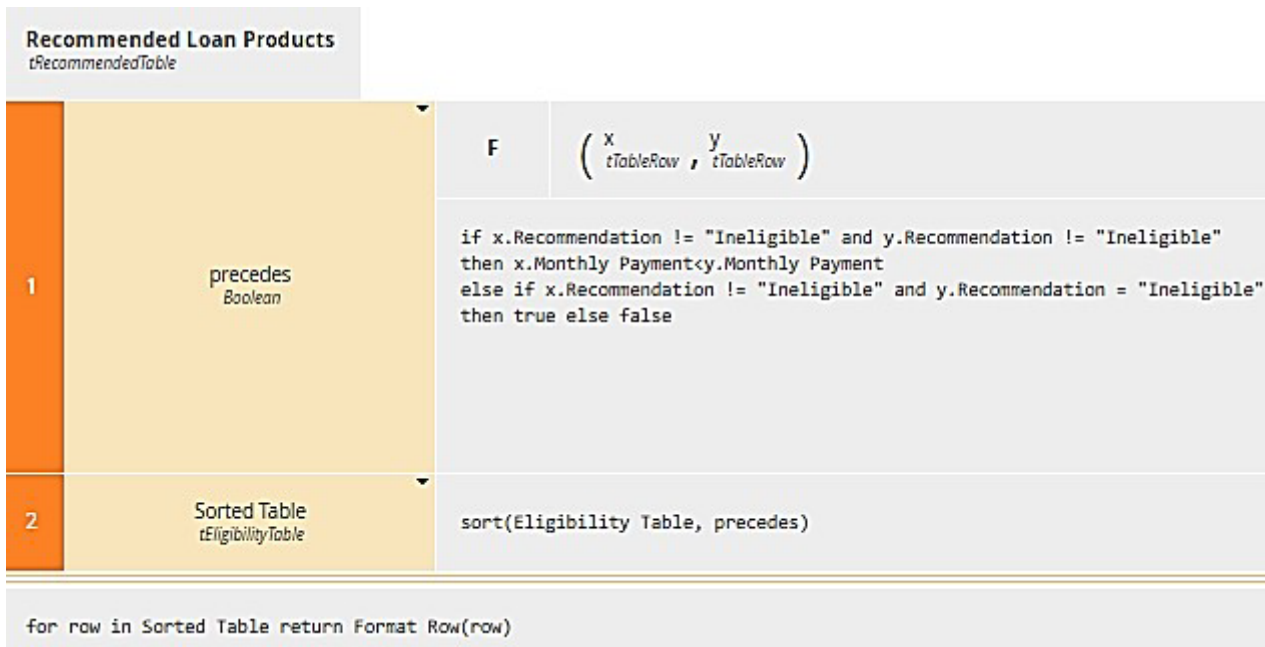 Recommended Loan Products
tRecommendedTable
1
precedes
Boolean
F
( x , y )
tTableRow tTableRow
if x.Recommendation != "Ineligible" and y.Recommendation != "Ineligible"
then x.Monthly Payment<y.Monthly Payment
else if x.Recommendation != "Ineligible" and y.Recommendation = "Ineligible"
then true else false
2
Sorted Table
tEligibilityTable
sort(Eligibility Table, precedes)
for row in Sorted Table return Format Row(row)